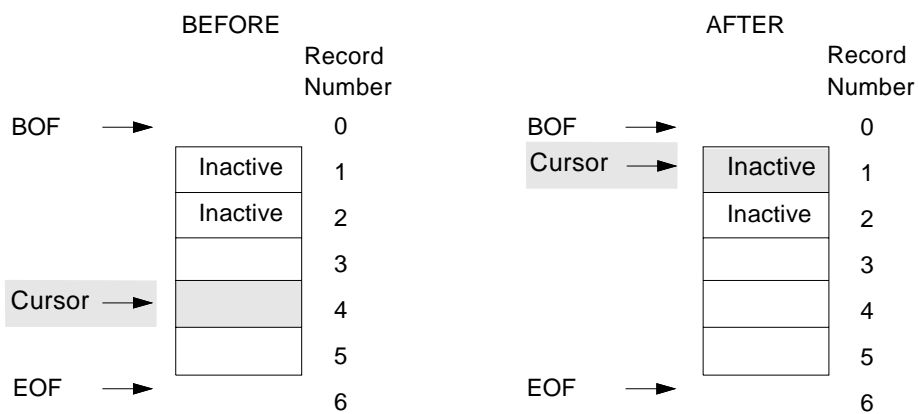 BEFORE
Record
Number
BOF 0
Inactive 1
Inactive 2
3
Cursor 4
5
EOF 6
AFTER
Record
Number
BOF 0
Cursor Inactive 1
Inactive 2
3
4
5
EOF 6